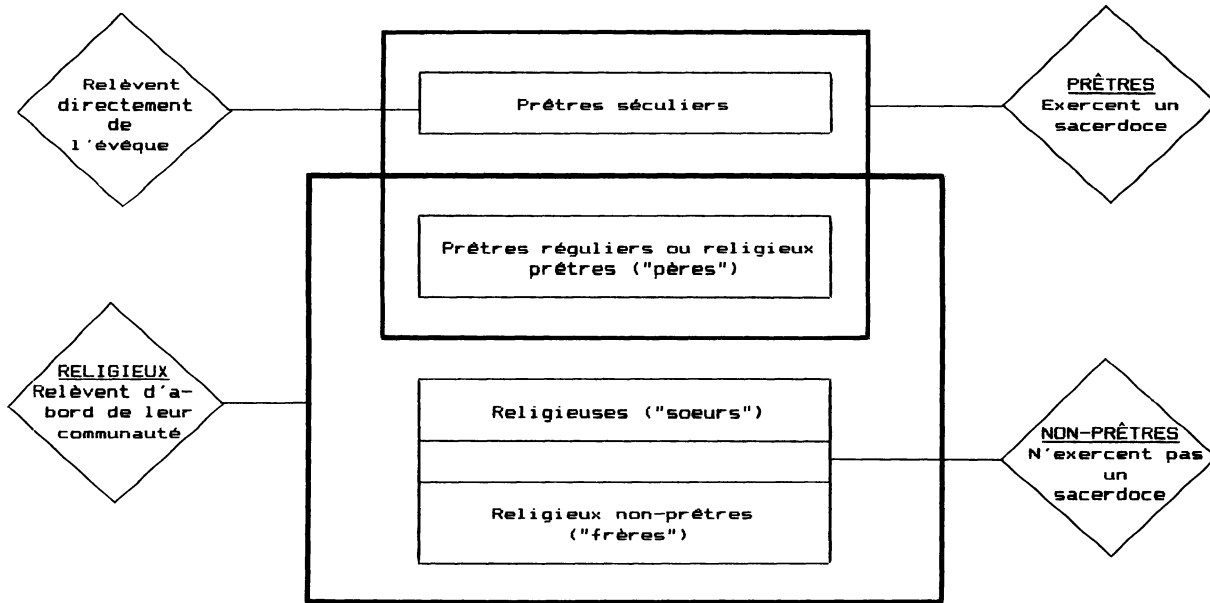 Relèvent
directement
de
l'évêque
Prêtres séculiers
PRÊTRES
Exercent un
sacerdoce
Prêtres réguliers ou religieux
prêtres ("pères")
RELIGIEUX
Relèvent d'a-
bord de leur
communauté
Religieuses ("soeurs")
Religieux non-prêtres
("frères")
NON-PRÊTRES
N'exercent pas
un
sacerdoce